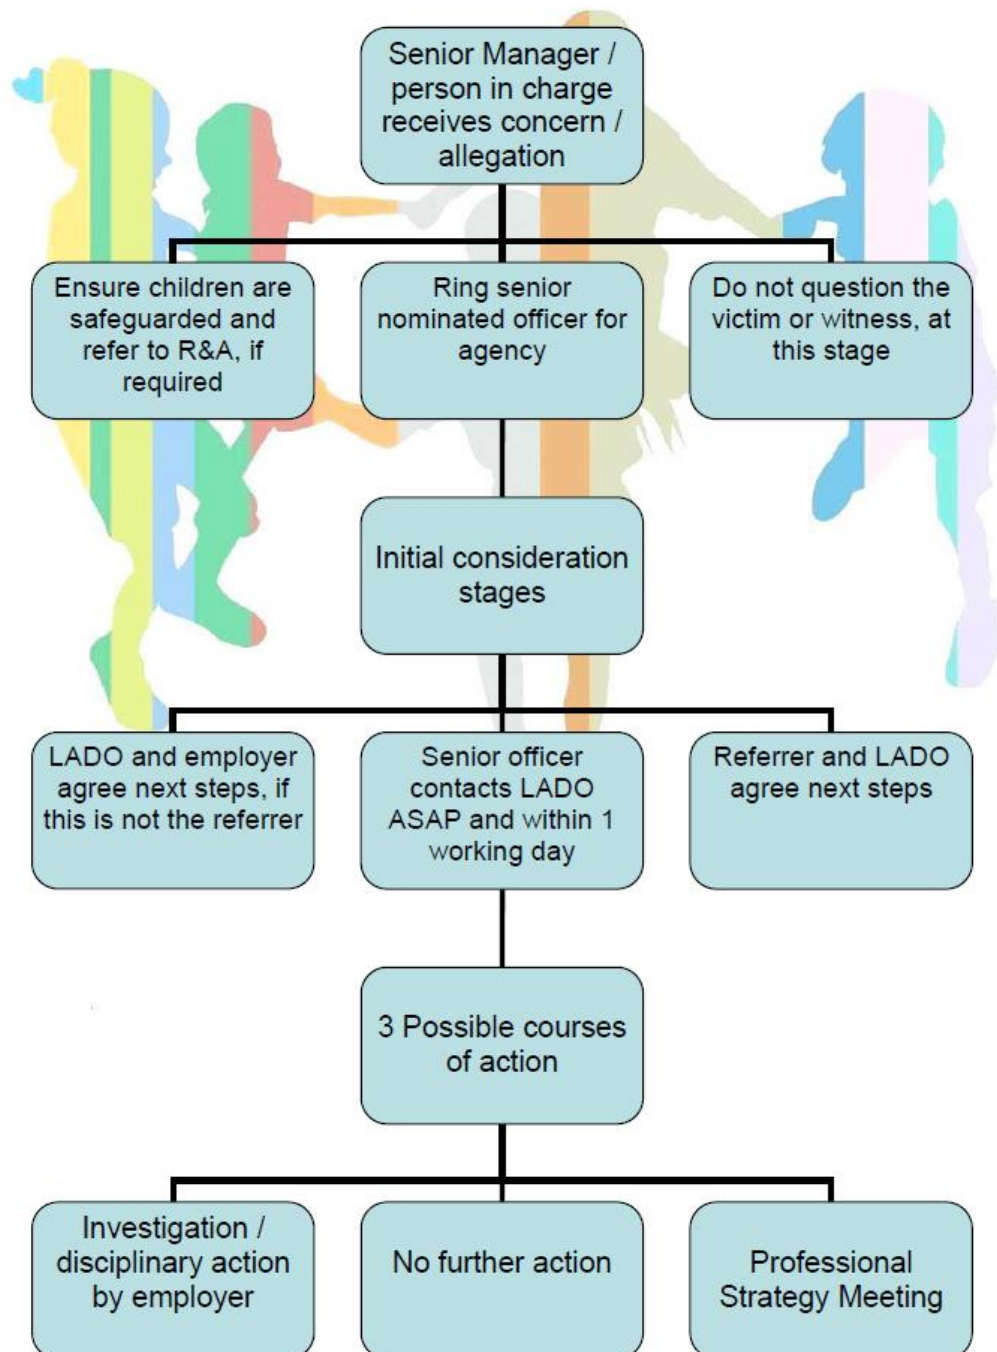 Senior Manager /
person in charge
receives concern /
allegation
Ensure children are
safeguarded and
refer to R&A, if
required
Ring senior
nominated officer for
agency
Do not question the
victim or witness, at
this stage
Initial consideration
stages
LADO and employer
agree next steps, if
this is not the referrer
Senior officer
contacts LADO
ASAP and within 1
working day
Referrer and LADO
agree next steps
3 Possible courses
of action
Investigation /
disciplinary action
by employer
No further action
Professional
Strategy Meeting